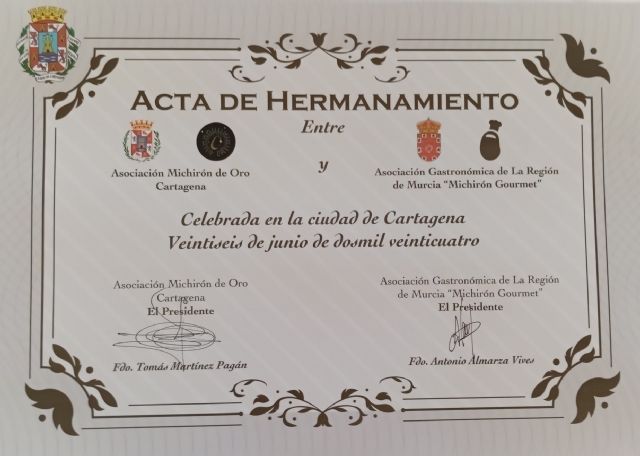 ACTA DE HERMANAMIENTO
Entre
Asociación Michirón de Oro
Cartagena
y
Asociación Gastronómica de La Región
de Murcia "Michirón Gourmet"
Celebrada en la ciudad de Cartagena
Veintiseis de junio de dosmil veinticuatro
Asociación Michirón de Oro
Cartagena
El Presidente
Fdo. Tomás Martínez Pagán
Asociación Gastronómica de La Región
de Murcia "Michirón Gourmet"
El Presidente
Fdo. Antonio Almarza Vives